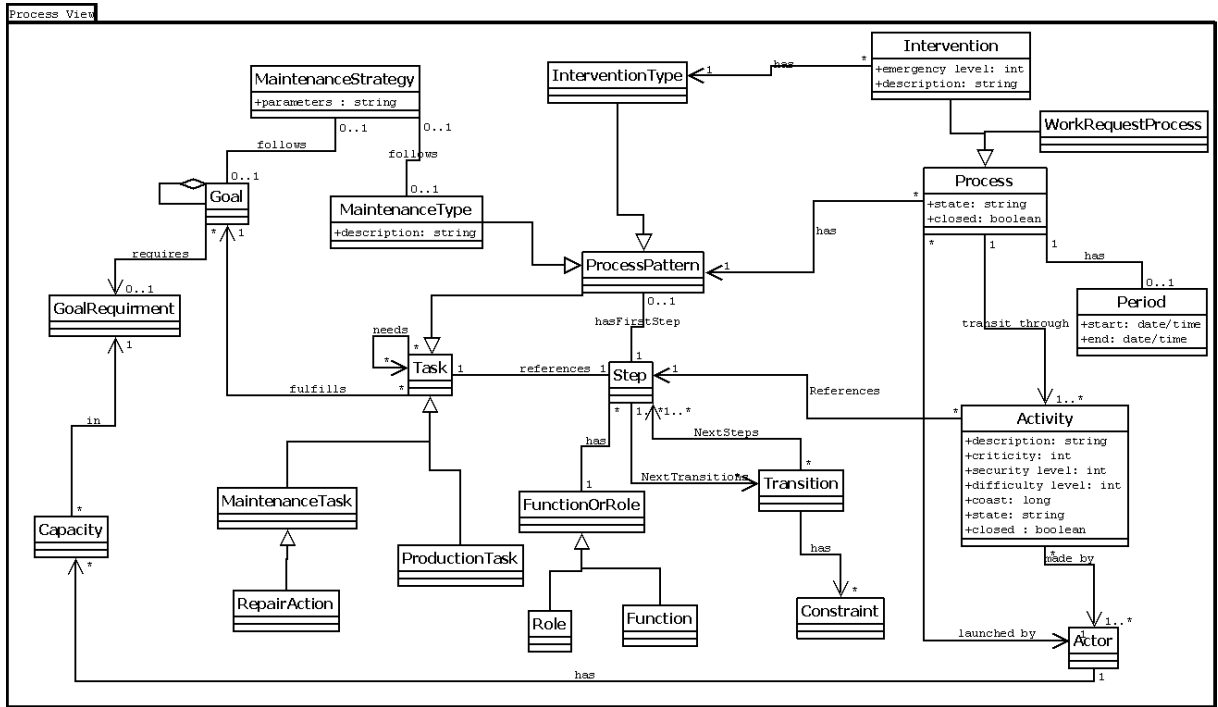 Process View
Intervention
+emergency level: int
+description: string
MaintenanceStrategy
+parameters : string
InterventionType
1
has
*
WorkRequestProcess
0..1
0..1
follows
follows
0..1
0..1
Goal
MaintenanceType
+description: string
Process
+state: string
+closed: boolean
*
*
1
*
1
1
has
has
requires
ProcessPattern
1
0..1
0..1
0..1
GoalRequirment
Period
+start: date/time
+end: date/time
hasFirstStep
transit through
needs
*
*
1
1
Task
1
references
1
Step
1
fulfills
*
References
*
1..*
*
1..*
1..*
Activity
+description: string
+criticity: int
+security level: int
+difficulty level: int
+coast: long
+state: string
+closed : boolean
in
has
NextSteps
*
NextTransitions
*
Transition
MaintenanceTask
1
FunctionOrRole
*
Capacity
*
ProductionTask
has
*
made by
RepairAction
*
Constraint
Role
Function
1..*
launched by
1
Actor
has
1